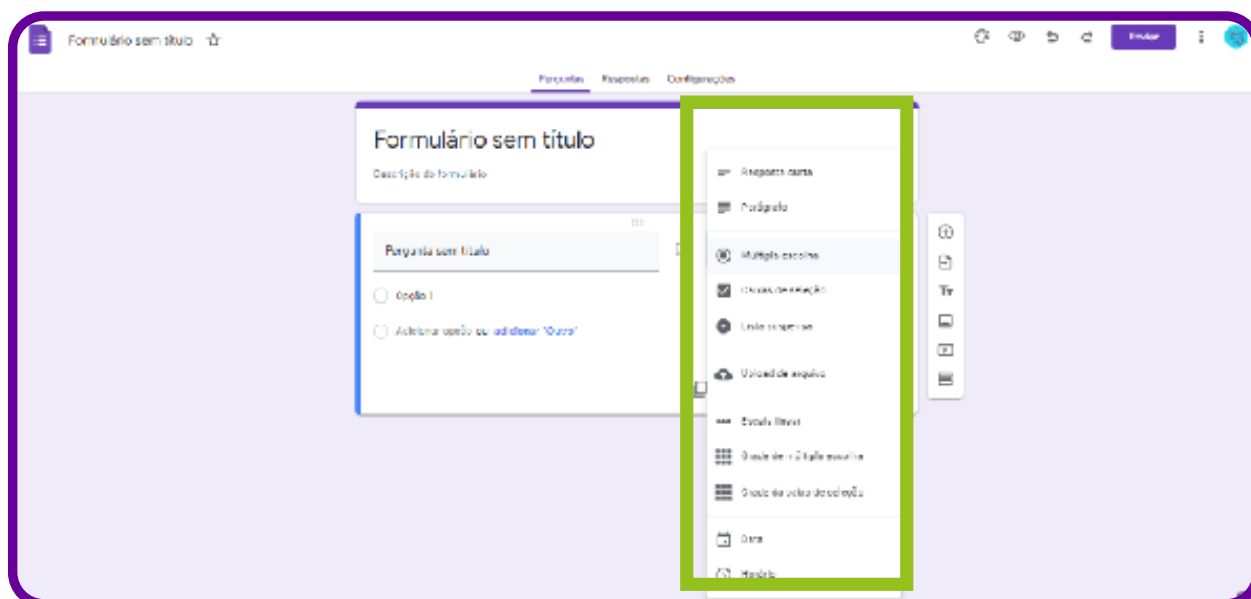 Formulário sem título
Enviar
Perguntas Respostas Configurações
Formulário sem título
Descrição do formulário
Pergunta sem título
Opção 1
Adicionar opção ou adicionar "Outro"
Resposta curta
Parágrafo
Múltipla escolha
Caixas de seleção
Lista suspensa
Upload de arquivo
Escala linear
Grade de múltipla escolha
Grade da caixa de seleção
Data
Horário
Tr